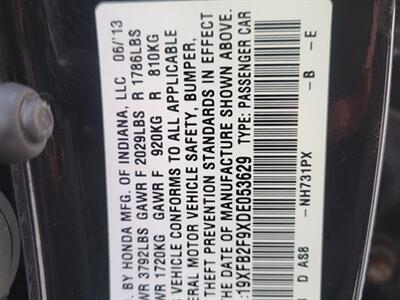 . BY HONDA MFG. OF INDIANA, LLC 06/'13
WR 3792LBS GAWR F 2029LBS R 1786LBS
WR 1720KG GAWR F 920KG R 810KG
S VEHICLE CONFORMS TO ALL APPLICABLE
ERAL MOTOR VEHICLE SAFETY, BUMPER,
THEFT PREVENTION STANDARDS IN EFFECT
THE DATE OF MANUFACTURE SHOWN ABOVE.
:19XFB2F9XDE053629 TYPE: PASSENGER CAR
D AS8 -NH731PX -B -E